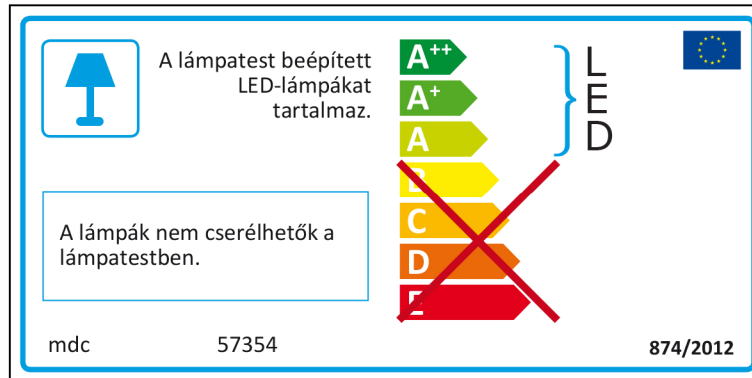 A lámpatest beépített
LED-lámpákat
tartalmaz.
A++
A+
A
B
C
D
E
L
E
D
A lámpák nem cserélhetők a
lámpatestben.
mdc 57354
874/2012